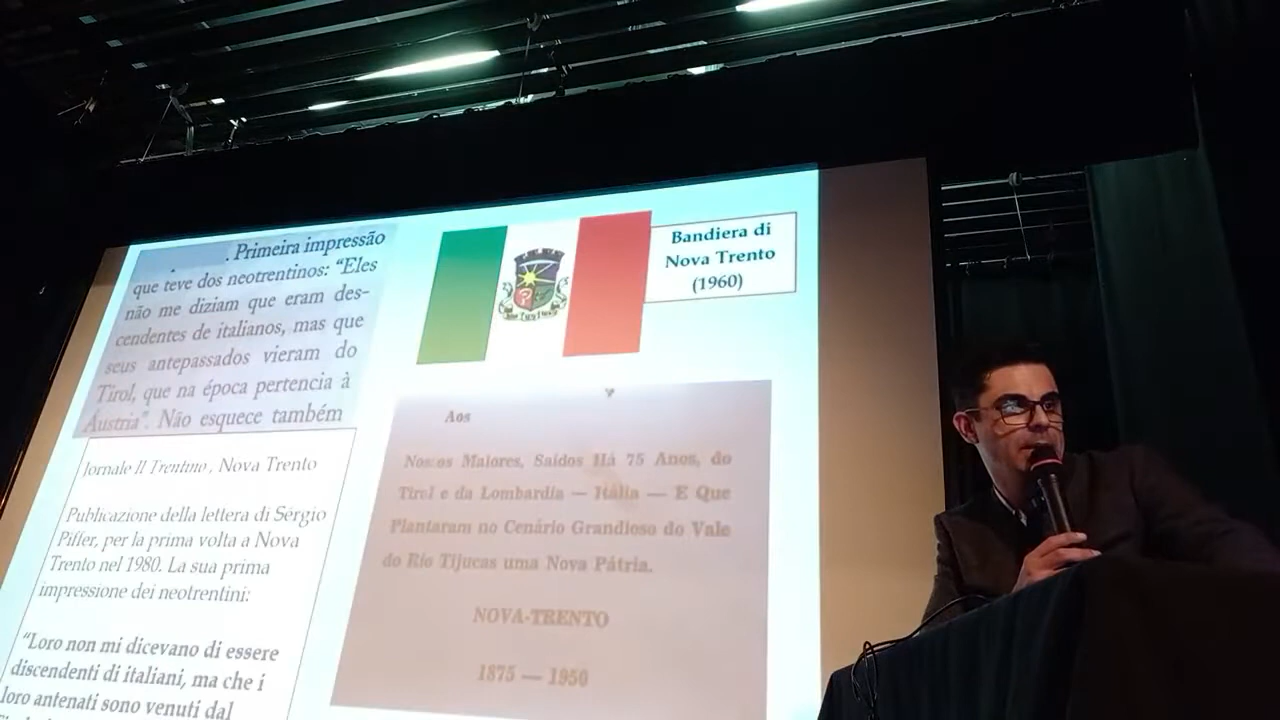 . Primeira impressão
que teve dos neotrentinos: “Eles
não me diziam que eram des-
cendentes de italianos, mas que
seus antepassados vieram do
Tirol, que na época pertencia à
Áustria”. Não esquece também
Jornale Il Trentino , Nova Trento
Publicazione della lettera di Sérgio
Piffer, per la prima volta a Nova
Trento nel 1980. La sua prima
impressione dei neotrentini:
“Loro non mi dicevano di essere
discendenti di italiani, ma che i
loro antenati sono venuti dal
Bandiera di
Nova Trento
(1960)
Aos
Nossos Maiores, Saídos Há 75 Anos, do
Tirol e da Lombardia — Itália — E Que
Plantaram no Cenário Grandioso do Vale
do Rio Tijucas uma Nova Pátria.
NOVA-TRENTO
1875 — 1950